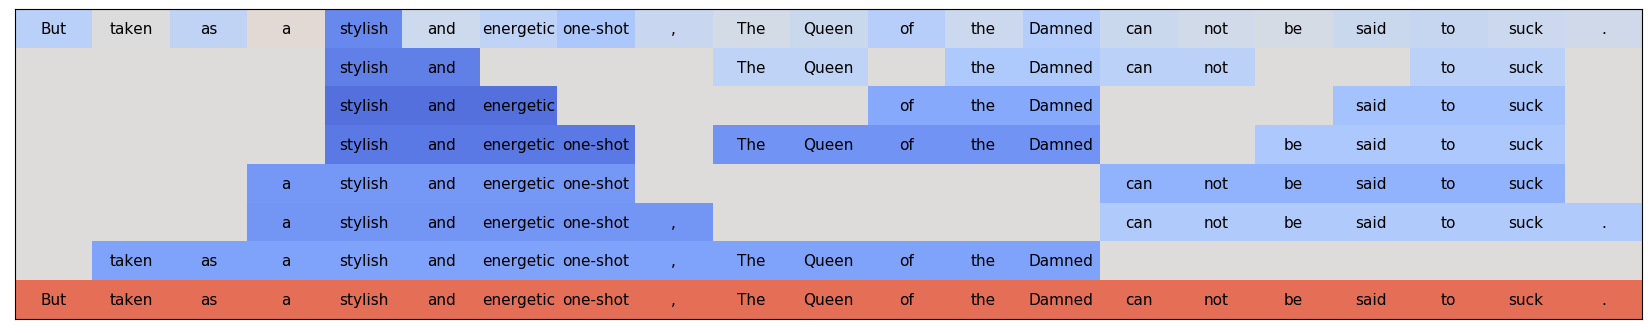 But taken as a stylish and energetic one-shot , The Queen of the Damned can not be said to suck .
stylish and The Queen the Damned can not to suck
stylish and energetic of the Damned said to suck
stylish and energetic one-shot The Queen of the Damned be said to suck
a stylish and energetic one-shot can not be said to suck
a stylish and energetic one-shot , can not be said to suck .
taken as a stylish and energetic one-shot , The Queen of the Damned
But taken as a stylish and energetic one-shot , The Queen of the Damned can not be said to suck .